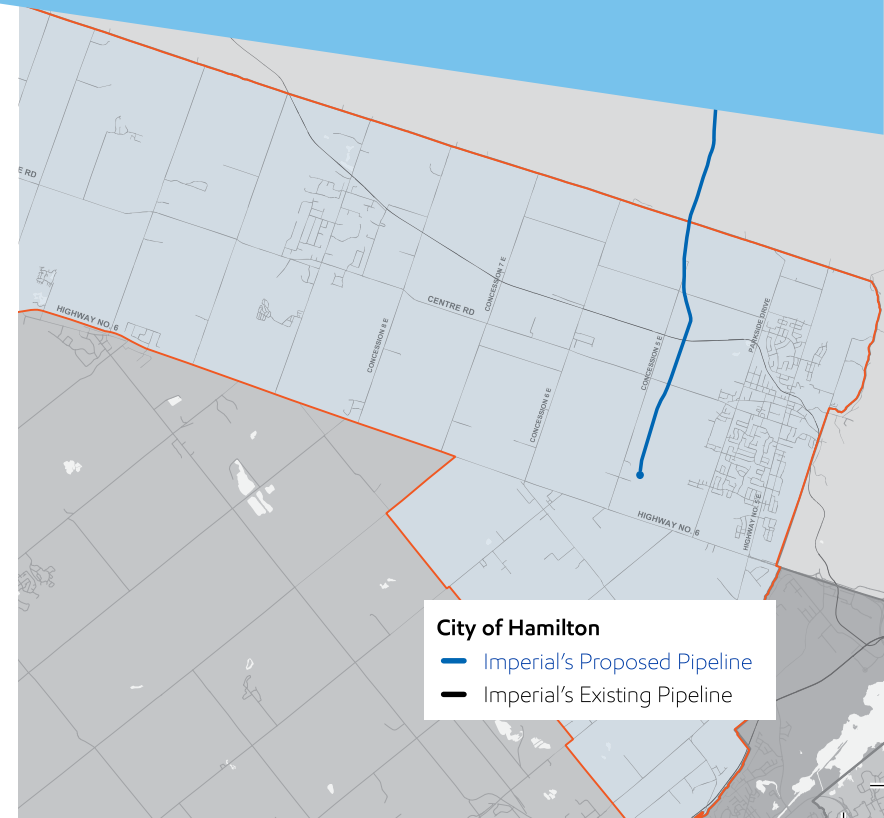 E RD
HIGHWAY NO. 6
CENTRE RD
CONCESSION 7 E
CONCESSION 8 E
CONCESSION 5 E
PARKSIDE DRIVE
CONCESSION 6 E
HIGHWAY NO. 6
HIGHWAY NO. 5 E
City of Hamilton
Imperial's Proposed Pipeline
Imperial's Existing Pipeline